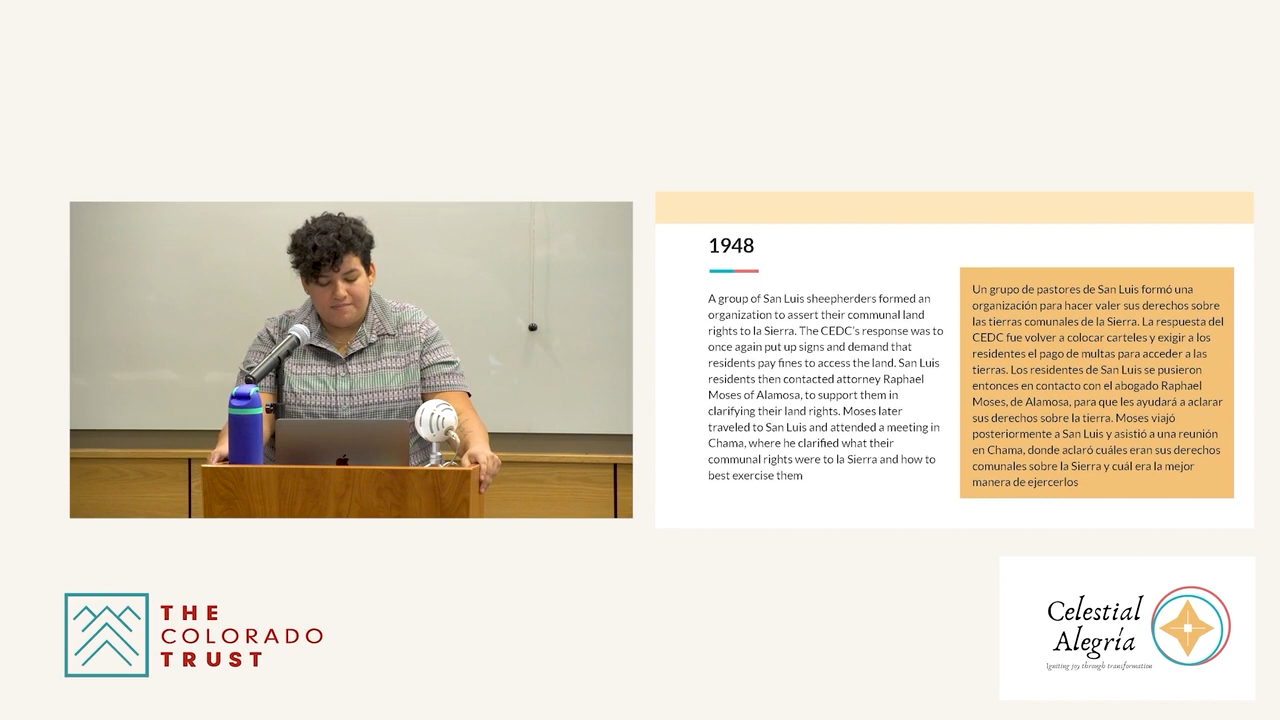 1948
A group of San Luis sheepherders formed an
organization to assert their communal land
rights to la Sierra. The CEDC's response was to
once again put up signs and demand that
residents pay fines to access the land. San Luis
residents then contacted attorney Raphael
Moses of Alamosa, to support them in
clarifying their land rights. Moses later
traveled to San Luis and attended a meeting in
Chama, where he clarified what their
communal rights were to la Sierra and how to
best exercise them
Un grupo de pastores de San Luis formó una
organización para hacer valer sus derechos sobre
las tierras comunales de la Sierra. La respuesta del
CEDC fue volver a colocar carteles y exigir a los
residentes el pago de multas para acceder a las
tierras. Los residentes de San Luis se pusieron
entonces en contacto con el abogado Raphael
Moses, de Alamosa, para que les ayudará a aclarar
sus derechos sobre la tierra. Moses viajó
posteriormente a San Luis y asistió a una reunión
en Chama, donde aclaró cuáles eran sus derechos
comunales sobre la Sierra y cuál era la mejor
manera de ejercerlos
THE
COLORADO
TRUST
Celestial
Alegría
Igniting joy through transformation